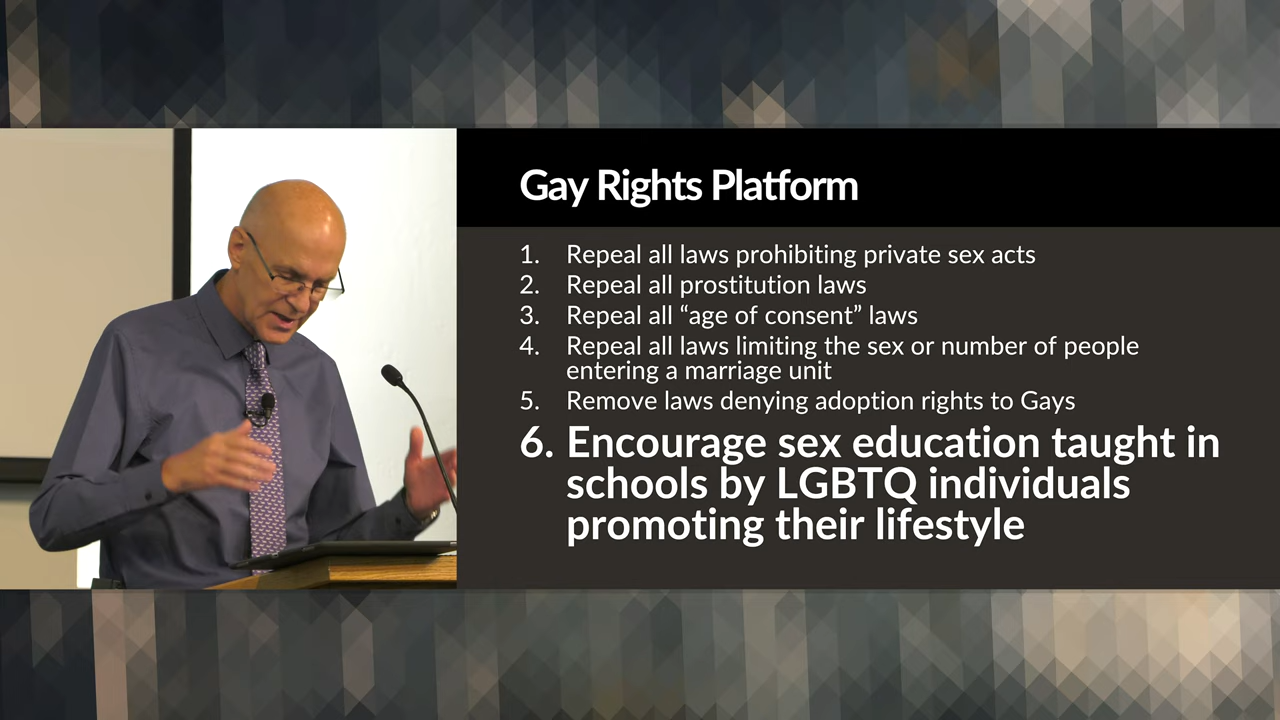 Gay Rights Platform
1. Repeal all laws prohibiting private sex acts
2. Repeal all prostitution laws
3. Repeal all “age of consent” laws
4. Repeal all laws limiting the sex or number of people
entering a marriage unit
5. Remove laws denying adoption rights to Gays
6. Encourage sex education taught in
schools by LGBTQ individuals
promoting their lifestyle